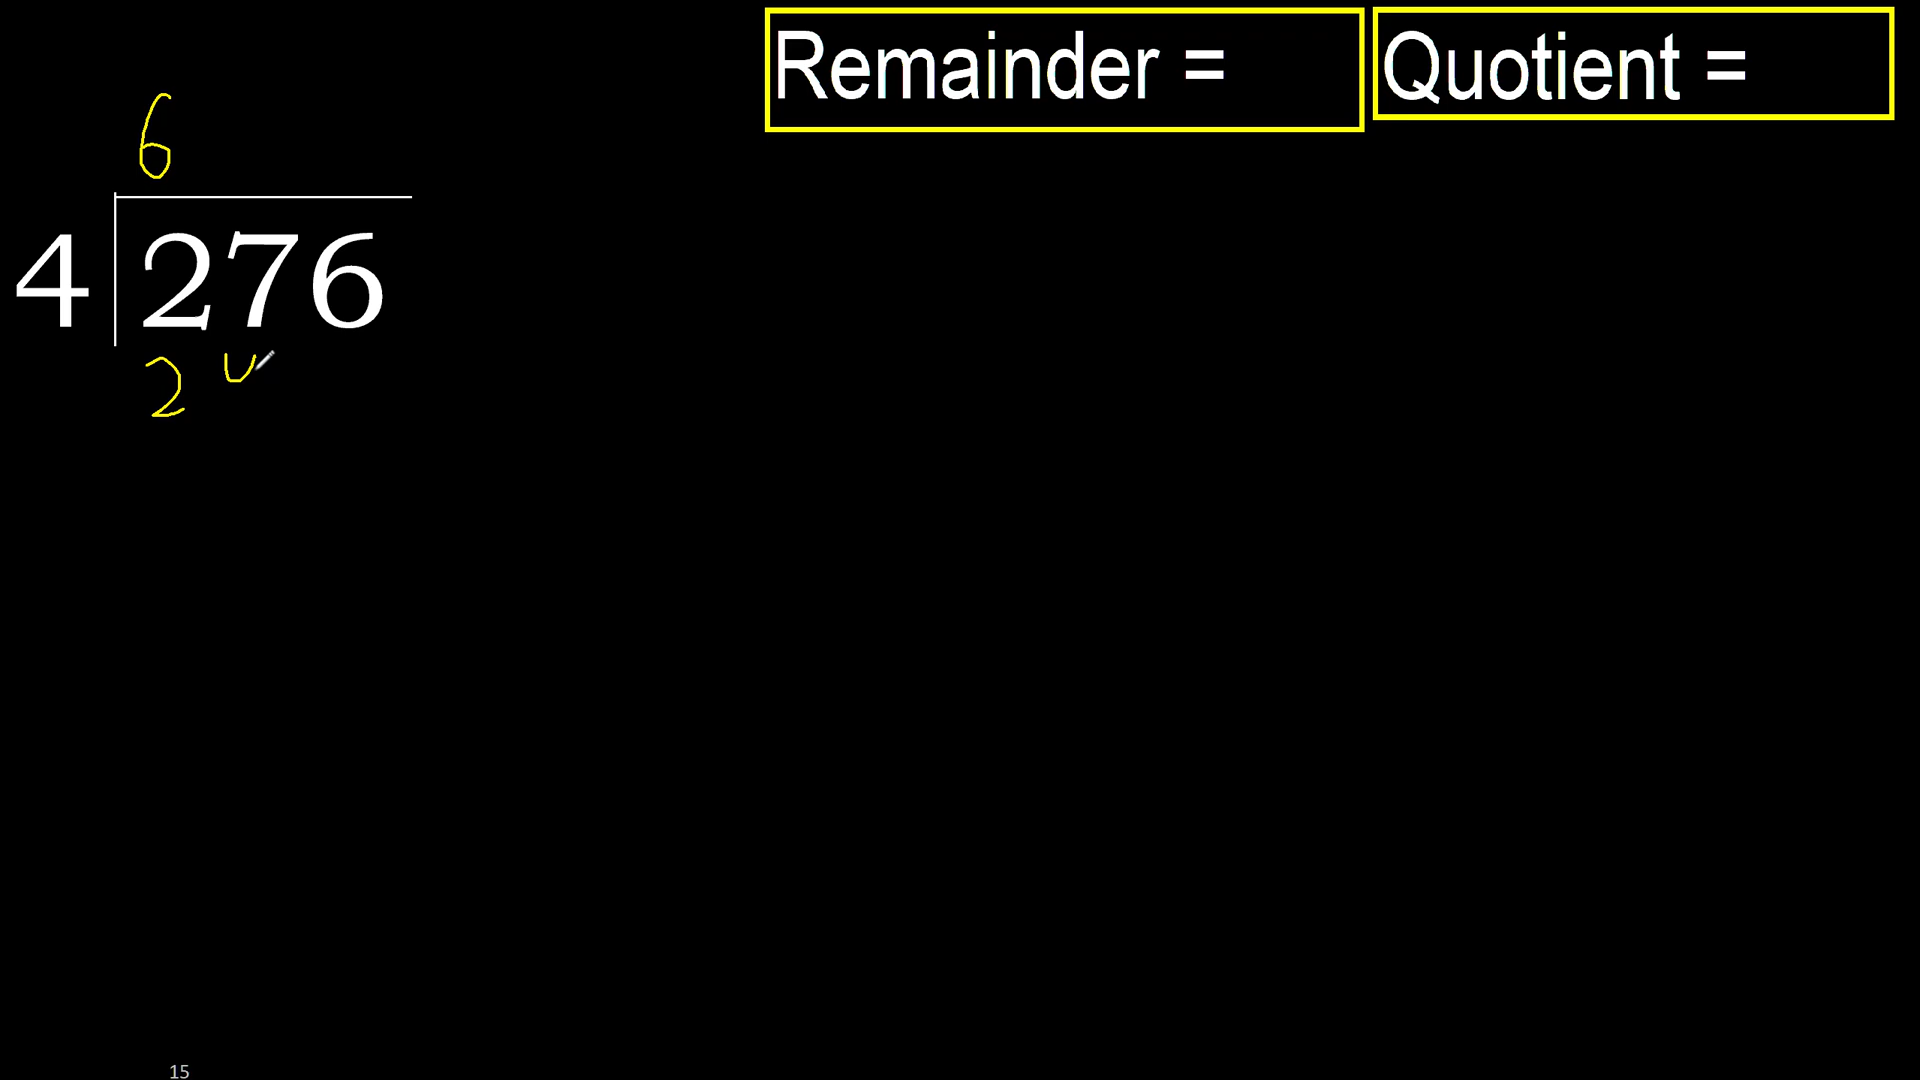 Remainder = Quotient =
6
4 276
2
15